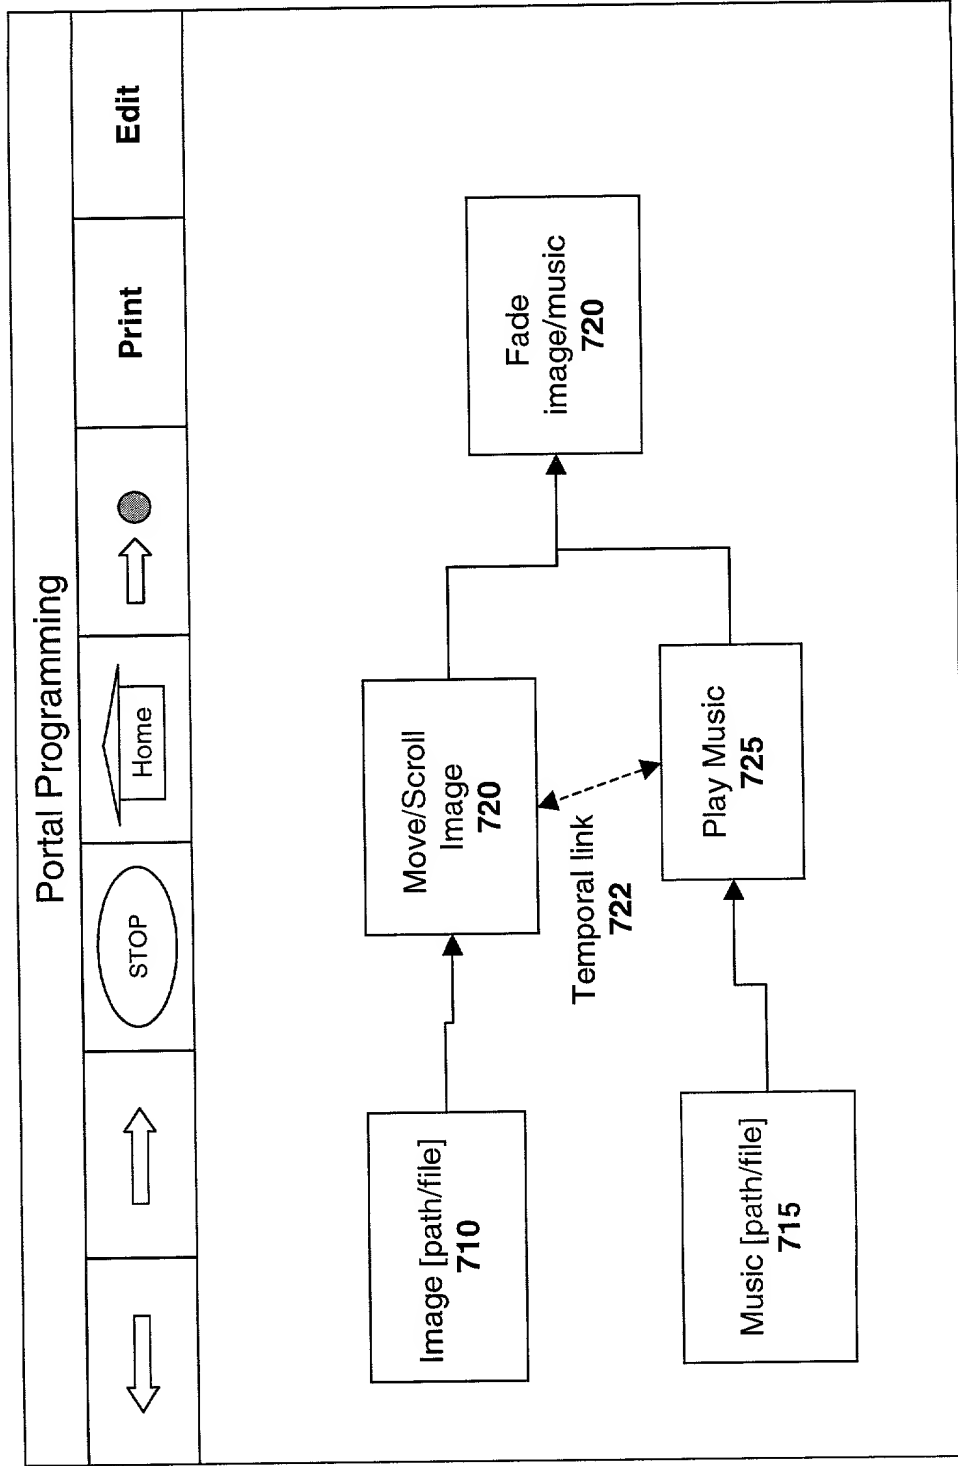 Portal Programming
STOP
Home
Print
Edit
Image [path/file]
710
Move/Scroll
Image
720
Temporal link
722
Music [path/file]
715
Play Music
725
Fade
image/music
720